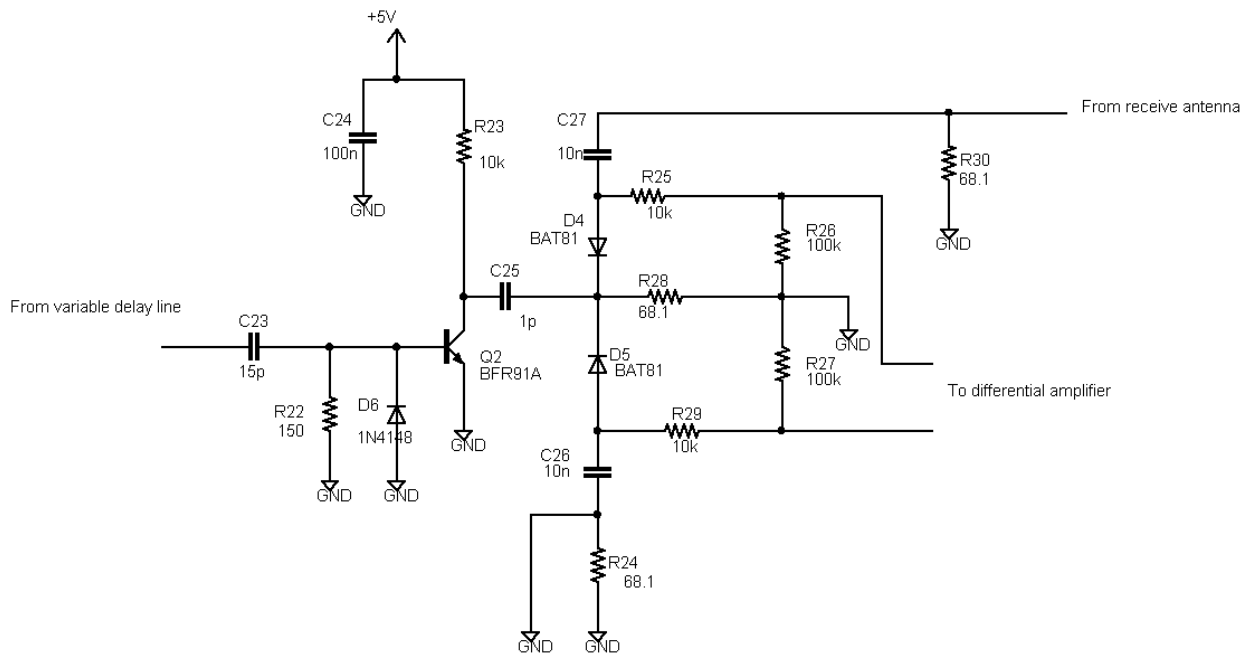 +5V
C24
100n
GND
R23
10k
C27
10n
From receive antenna
R30
68.1
GND
R25
10k
D4
BAT81
R26
100k
C25
1p
R28
68.1
GND
From variable delay line
C23
15p
Q2
BFR91A
GND
D5
BAT81
R27
100k
To differential amplifier
R22
150
GND
D6
1N4148
GND
R29
10k
C26
10n
R24
68.1
GND
GND